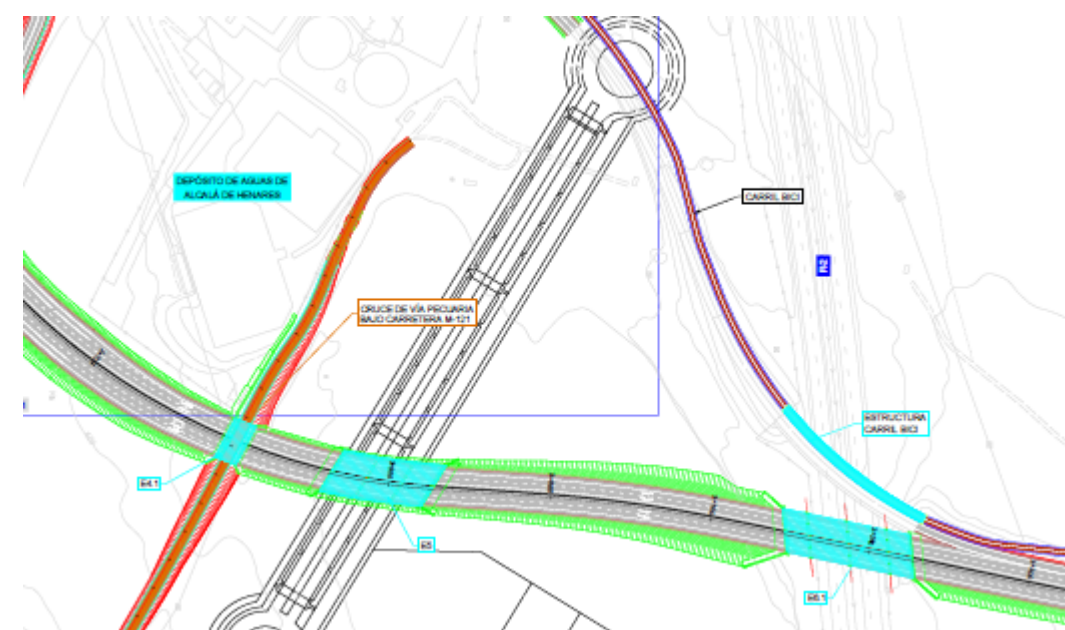 DEPÓSITO DE AGUAS DE
ALCALÁ DE HENARES
CARRIL BICI
R2
CRUCE DE VÍA PECUARIA
BAJO CARRETERA M-121
ESTRUCTURA
CARRIL BICI
E4.1
E5
E6.1